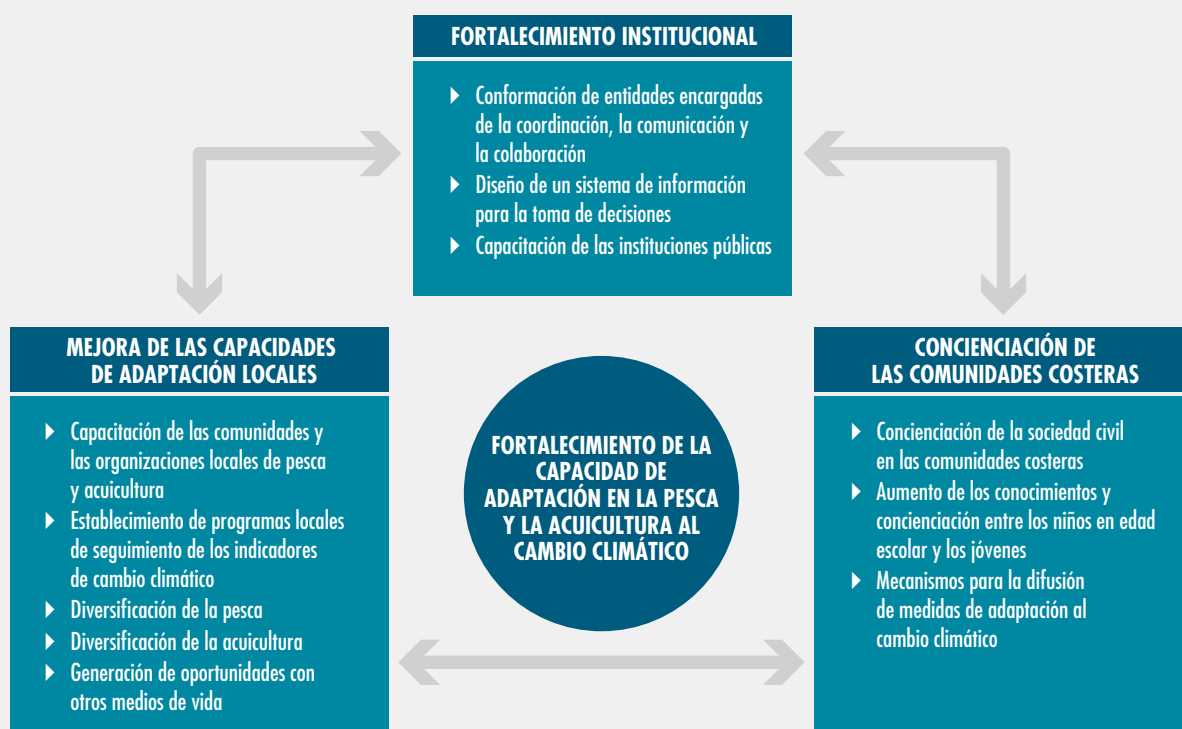 FORTALECIMIENTO INSTITUCIONAL
Conformación de entidades encargadas
de la coordinación, la comunicación y
la colaboración
Diseño de un sistema de información
para la toma de decisiones
Capacitación de las instituciones públicas
MEJORA DE LAS CAPACIDADES
DE ADAPTACIÓN LOCALES
Capacitación de las comunidades y
las organizaciones locales de pesca
y acuicultura
Establecimiento de programas locales
de seguimiento de los indicadores
de cambio climático
Diversificación de la pesca
Diversificación de la acuicultura
Generación de oportunidades con
otros medios de vida
FORTALECIMIENTO DE LA
CAPACIDAD DE
ADAPTACIÓN EN LA PESCA
Y LA ACUICULTURA AL
CAMBIO CLIMÁTICO
CONCIENCIACIÓN DE
LAS COMUNIDADES COSTERAS
Concienciación de la sociedad civil
en las comunidades costeras
Aumento de los conocimientos y
concienciación entre los niños en edad
escolar y los jóvenes
Mecanismos para la difusión
de medidas de adaptación al
cambio climático